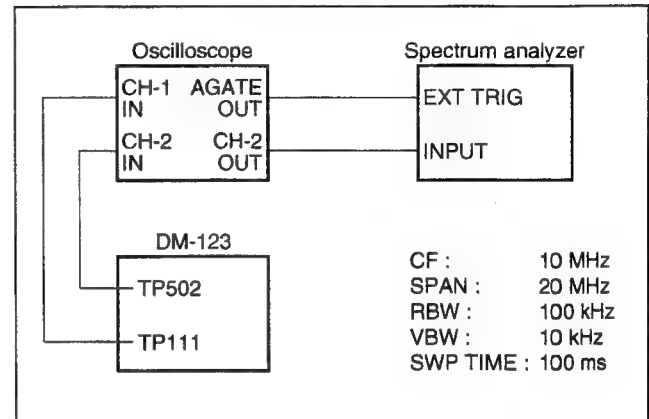 Oscilloscope
Spectrum analyzer
CH-1 AGATE
IN OUT
EXT TRIG
CH-2 CH-2
IN OUT
INPUT
DM-123
TP502
TP111
CF : 10 MHz
SPAN : 20 MHz
RBW : 100 kHz
VBW : 10 kHz
SWP TIME : 100 ms